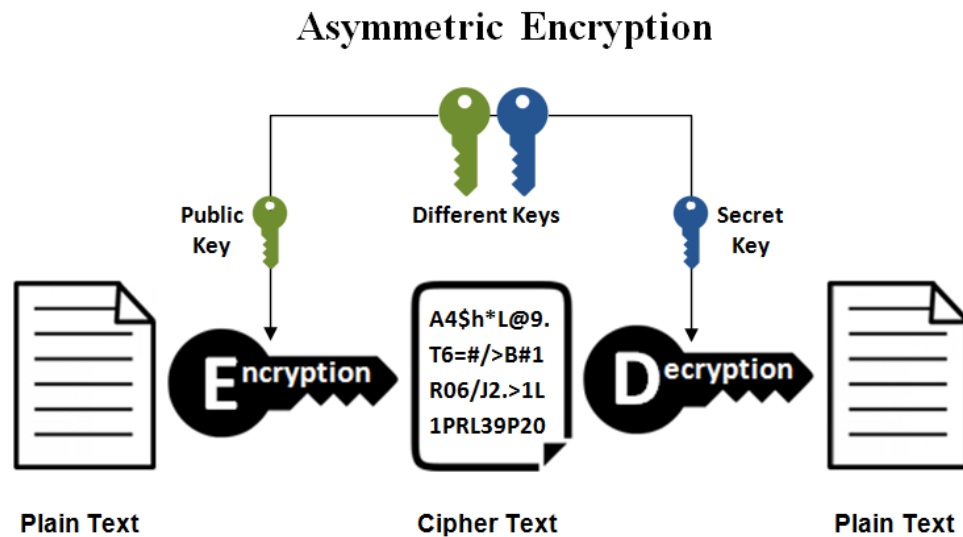 Asymmetric Encryption
Public
Key
Different Keys
Secret
Key
Encryption
A4$h*L@9.
T6=#/>B#1
R06/J2.>1L
1PRL39P20
Decryption
Plain Text
Cipher Text
Plain Text